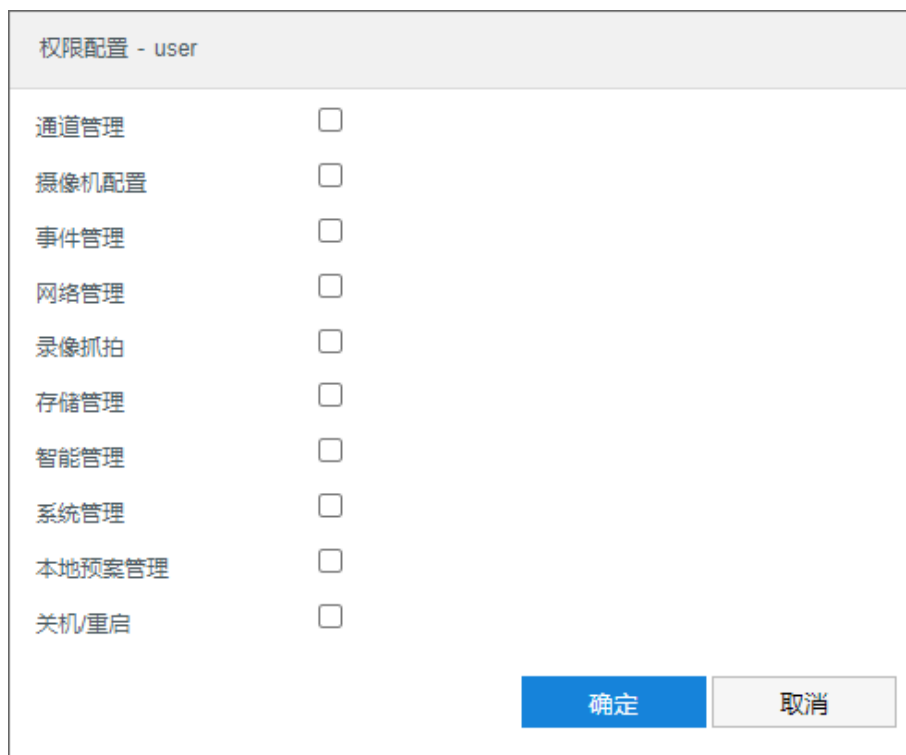 权限配置 - user
通道管理
摄像机配置
事件管理
网络管理
录像抓拍
存储管理
智能管理
系统管理
本地预案管理
关机/重启
确定 取消